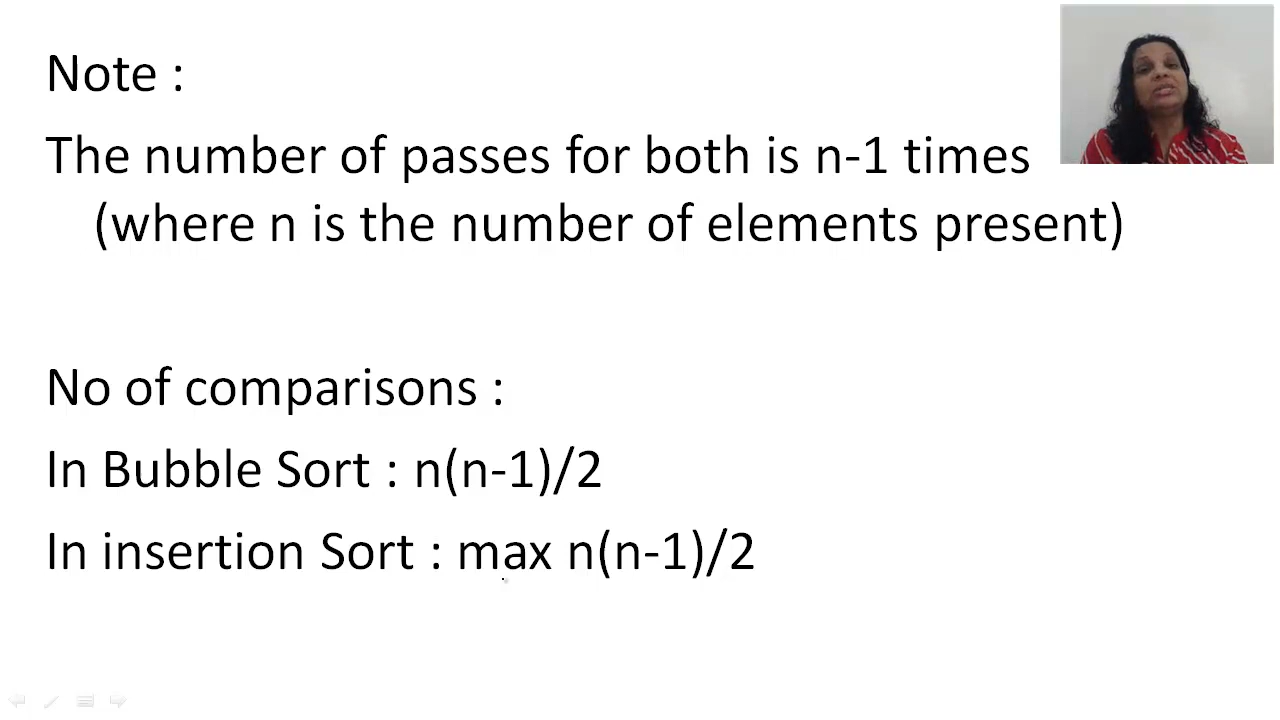 Note :
The number of passes for both is n-1 times
(where n is the number of elements present)
No of comparisons :
In Bubble Sort : n(n-1)/2
In insertion Sort : max n(n-1)/2